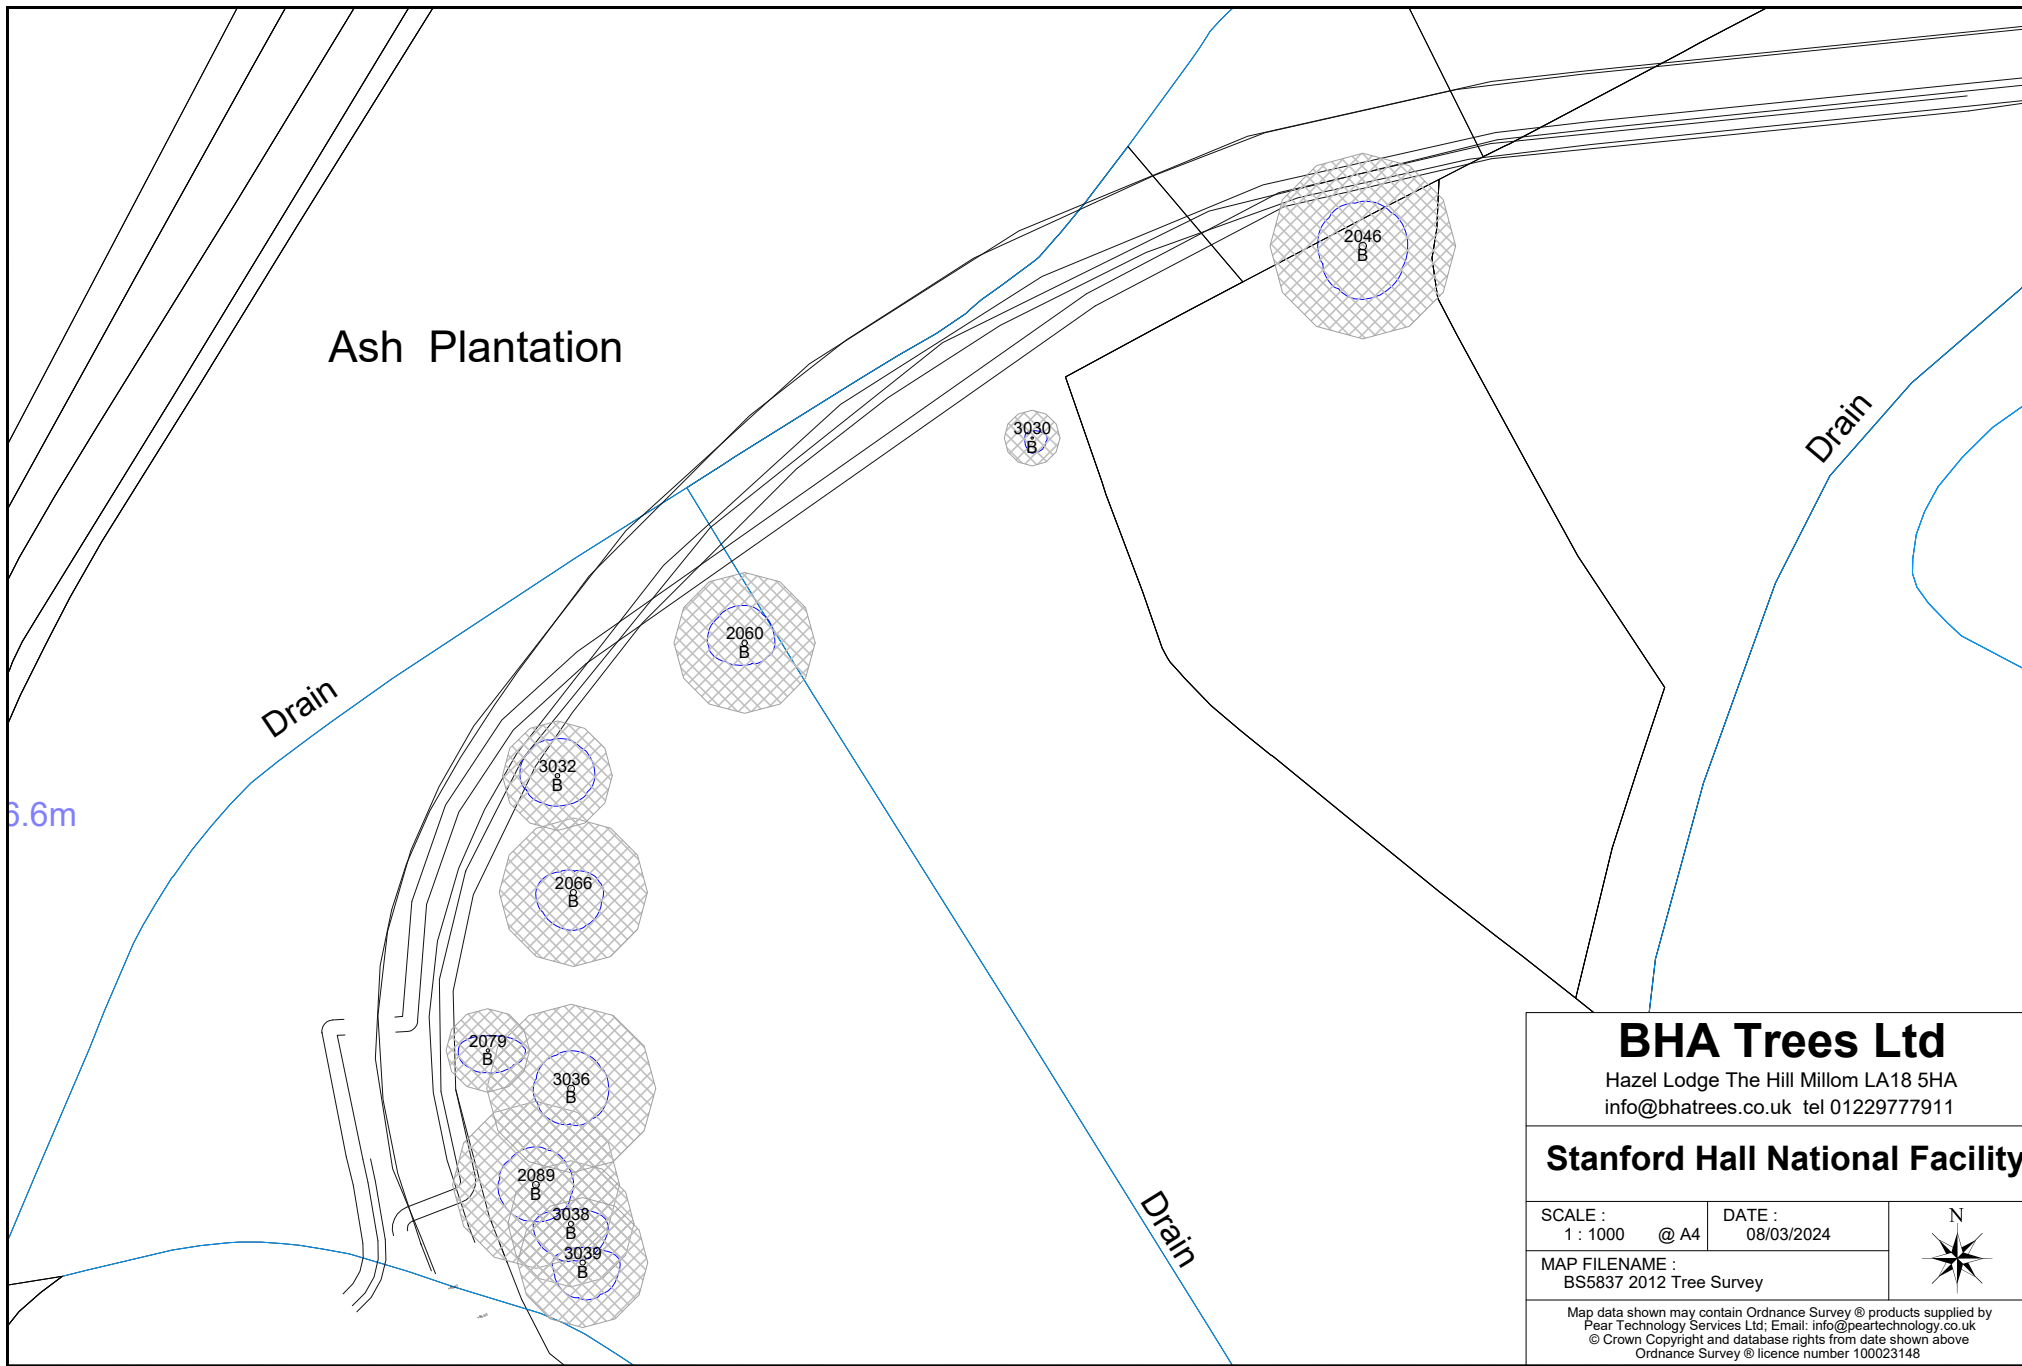 2046
B
Ash  Plantation
Drain
3030
B
2060
B
Drain
3032
B
6.6m
2066
B
2079
B
3036
B
2089
B
3038
B
3039
B
Drain
BHA Trees Ltd
Hazel Lodge The Hill Millom LA18 5HA
info@bhatrees.co.uk  tel 01229777911
Stanford Hall National Facility
SCALE :
1 : 1000 @ A4
DATE :
08/03/2024
N
MAP FILENAME :
BS5837 2012 Tree Survey
Map data shown may contain Ordnance Survey ® products supplied by
Pear Technology Services Ltd; Email: info@peartechnology.co.uk
© Crown Copyright and database rights from date shown above
Ordnance Survey ® licence number 100023148